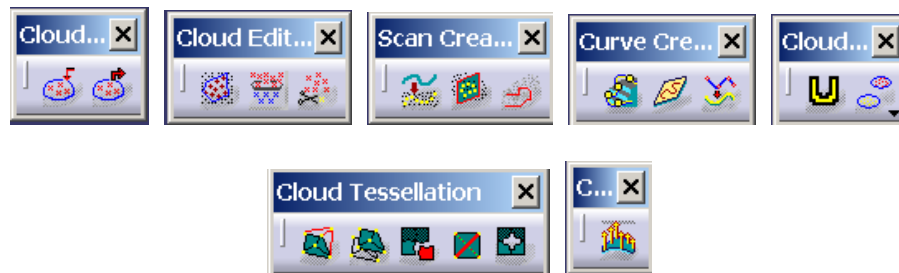 Cloud...
Cloud Edit...
Scan Crea...
Curve Cre...
Cloud...
Cloud Tessellation
C...